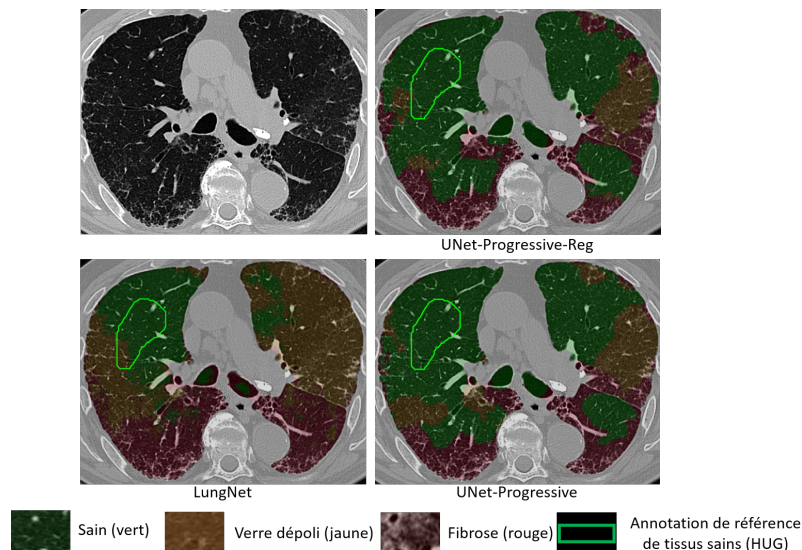 UNet-Progressive-Reg
LungNet
UNet-Progressive
Sain (vert)
Verre dépoli (jaune)
Fibrose (rouge)
Annotation de référence
de tissus sains (HUG)